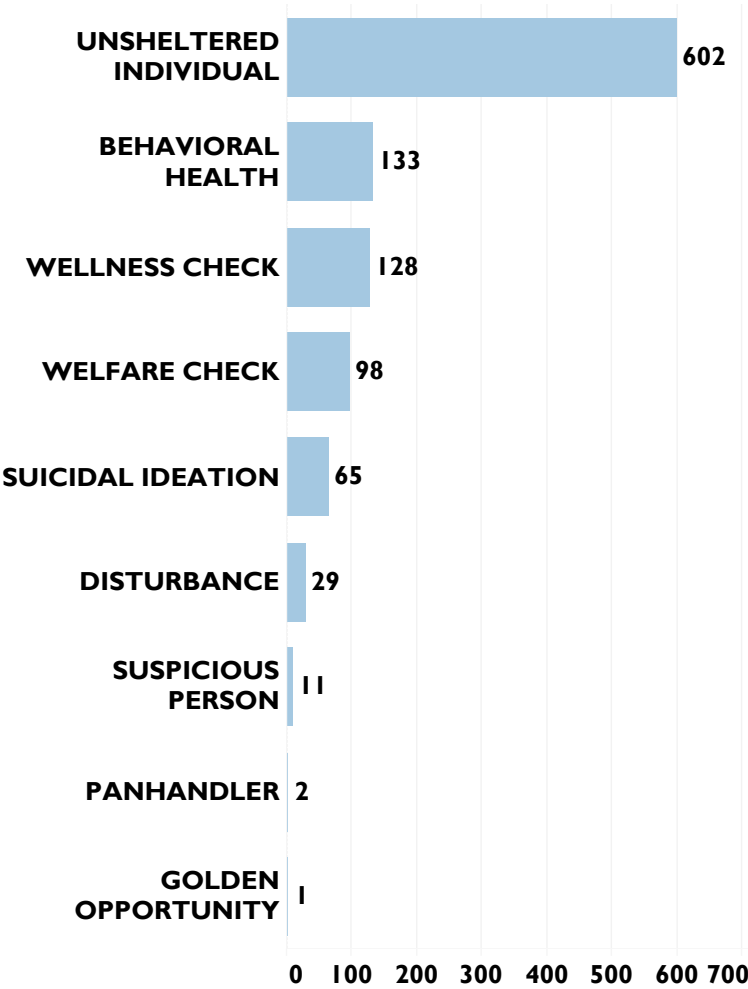 UNSHELTERED
INDIVIDUAL
602
BEHAVIORAL
HEALTH
133
WELLNESS CHECK
128
WELFARE CHECK
98
SUICIDAL IDEATION
65
DISTURBANCE
29
SUSPICIOUS
PERSON
11
PANHANDLER
2
GOLDEN
OPPORTUNITY
1
0 100 200 300 400 500 600 700